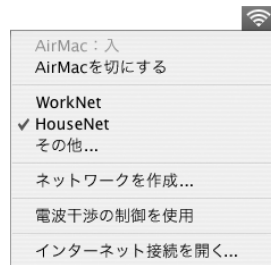 AirMac：入
AirMacを切にする
WorkNet
✓ HouseNet
その他...
ネットワークを作成...
電波干渉の制御を使用
インターネット接続を開く...